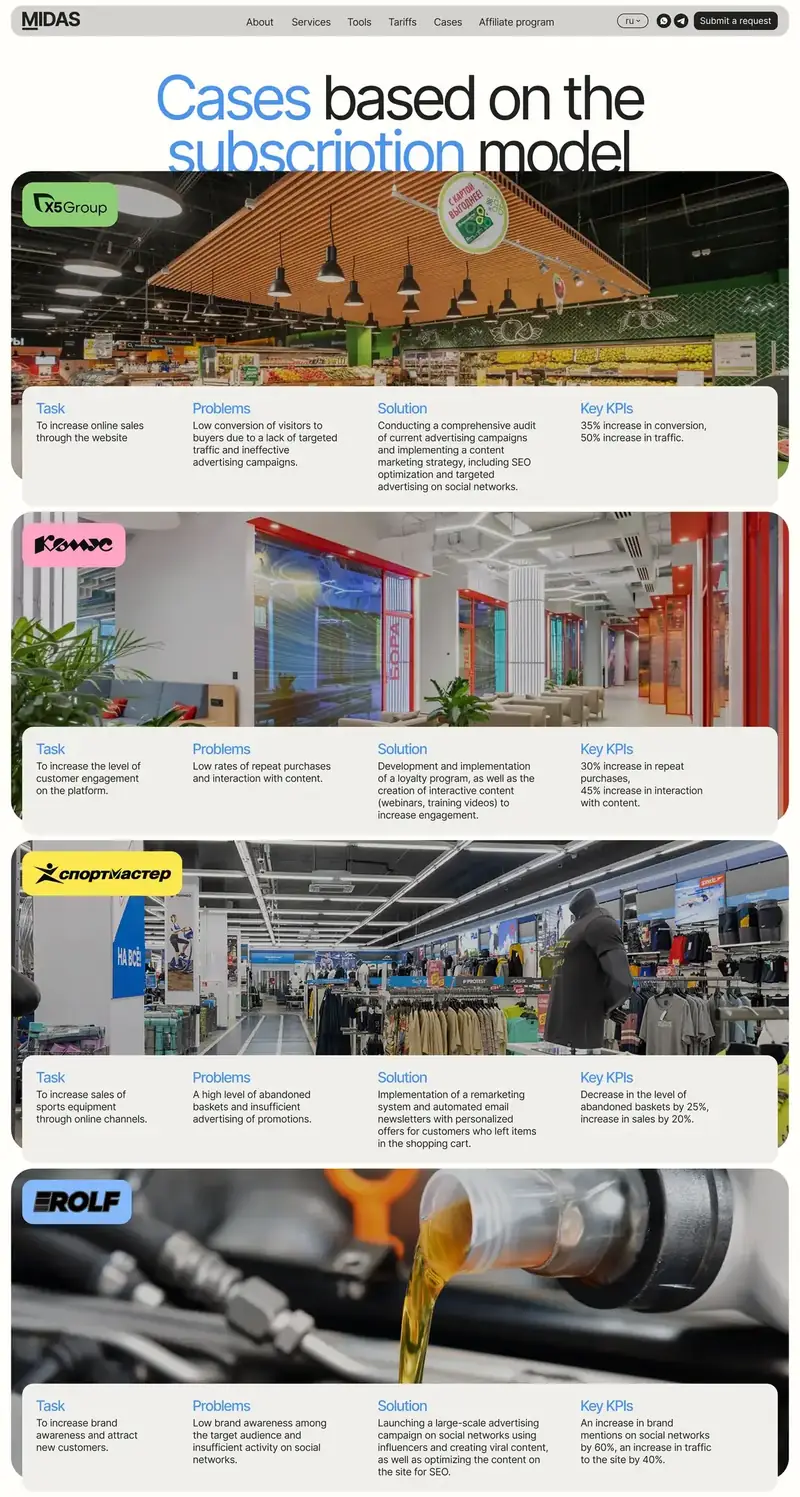 MIDAS
About Services Tools Tariffs Cases Affiliate program
ru
Submit a request
Cases based on the
subscription model
X5Group
С КАРТОЙ
ВЫГОДНЕЕ!
Task
To increase online sales
through the website
Problems
Low conversion of visitors to
buyers due to a lack of targeted
traffic and ineffective
advertising campaigns.
Solution
Conducting a comprehensive audit
of current advertising campaigns
and implementing a content
marketing strategy, including SEO
optimization and targeted
advertising on social networks.
Key KPIs
35% increase in conversion,
50% increase in traffic.
Комус
БОРА
Task
To increase the level of
customer engagement
on the platform.
Problems
Low rates of repeat purchases
and interaction with content.
Solution
Development and implementation
of a loyalty program, as well as the
creation of interactive content
(webinars, training videos) to
increase engagement.
Key KPIs
30% increase in repeat
purchases,
45% increase in interaction
with content.
спортмастер
НА ВСЁ!
#PROTEST
Task
To increase sales of
sports equipment
through online channels.
Problems
A high level of abandoned
baskets and insufficient
advertising of promotions.
Solution
Implementation of a remarketing
system and automated email
newsletters with personalized
offers for customers who left items
in the shopping cart.
Key KPIs
Decrease in the level of
abandoned baskets by 25%,
increase in sales by 20%.
ROLF
Task
To increase brand
awareness and attract
new customers.
Problems
Low brand awareness among
the target audience and
insufficient activity on social
networks.
Solution
Launching a large-scale advertising
campaign on social networks using
influencers and creating viral content,
as well as optimizing the content on
the site for SEO.
Key KPIs
An increase in brand
mentions on social networks
by 60%, an increase in traffic
to the site by 40%.